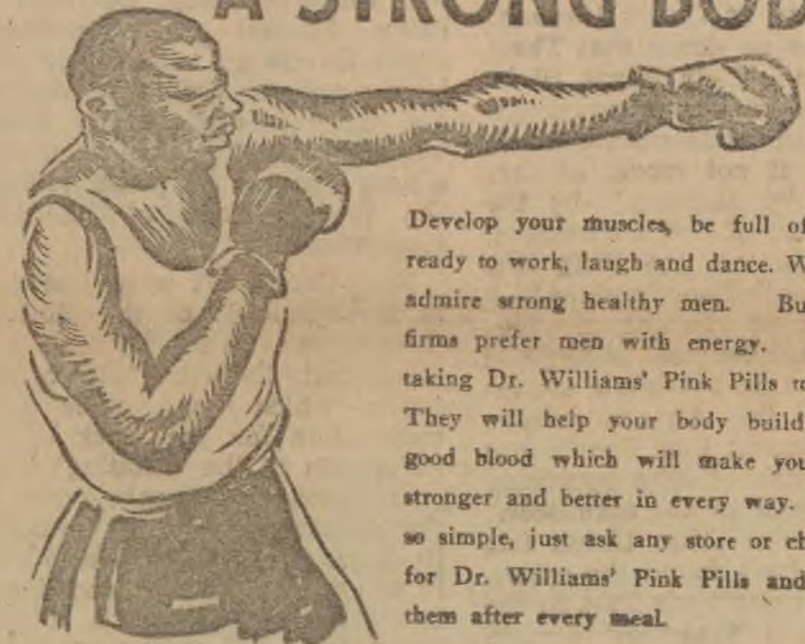 A STRONG BOD
Develop your muscles, be full of
ready to work, laugh and dance. W
admire strong healthy men. Bu
firms prefer men with energy.
taking Dr. Williams' Pink Pills to
They will help your body build
good blood which will make you
stronger and better in every way.
so simple, just ask any store or ch
for Dr. Williams' Pink Pills and
them after every meal.